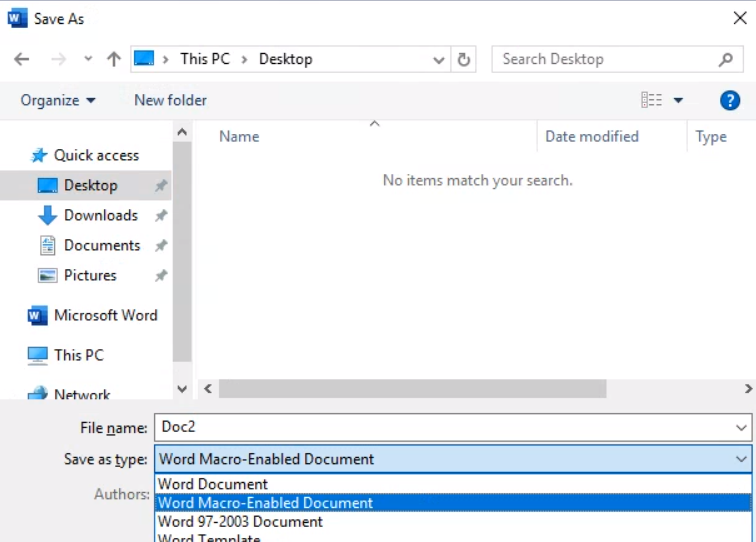 Save As
This PC > Desktop
Search Desktop
Organize
New folder
?
Name
Date modified
Type
Quick access
No items match your search.
Desktop
Downloads
Documents
Pictures
Microsoft Word
This PC
Network
File name: Doc2
Save as type: Word Macro-Enabled Document
Authors:
Word Document
Word Macro-Enabled Document
Word 97-2003 Document
Word Template